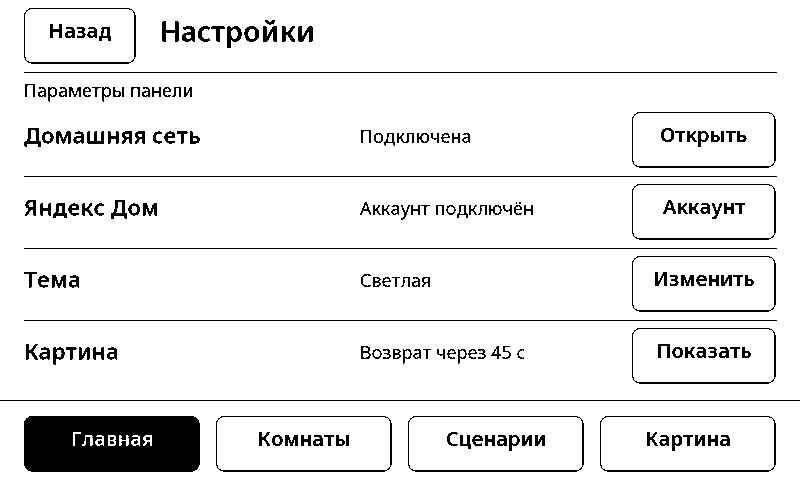 Назад
Настройки
Параметры панели
Домашняя сеть
Подключена
Открыть
Яндекс Дом
Аккаунт подключён
Аккаунт
Тема
Светлая
Изменить
Картина
Возврат через 45 с
Показать
Главная
Комнаты
Сценарии
Картина